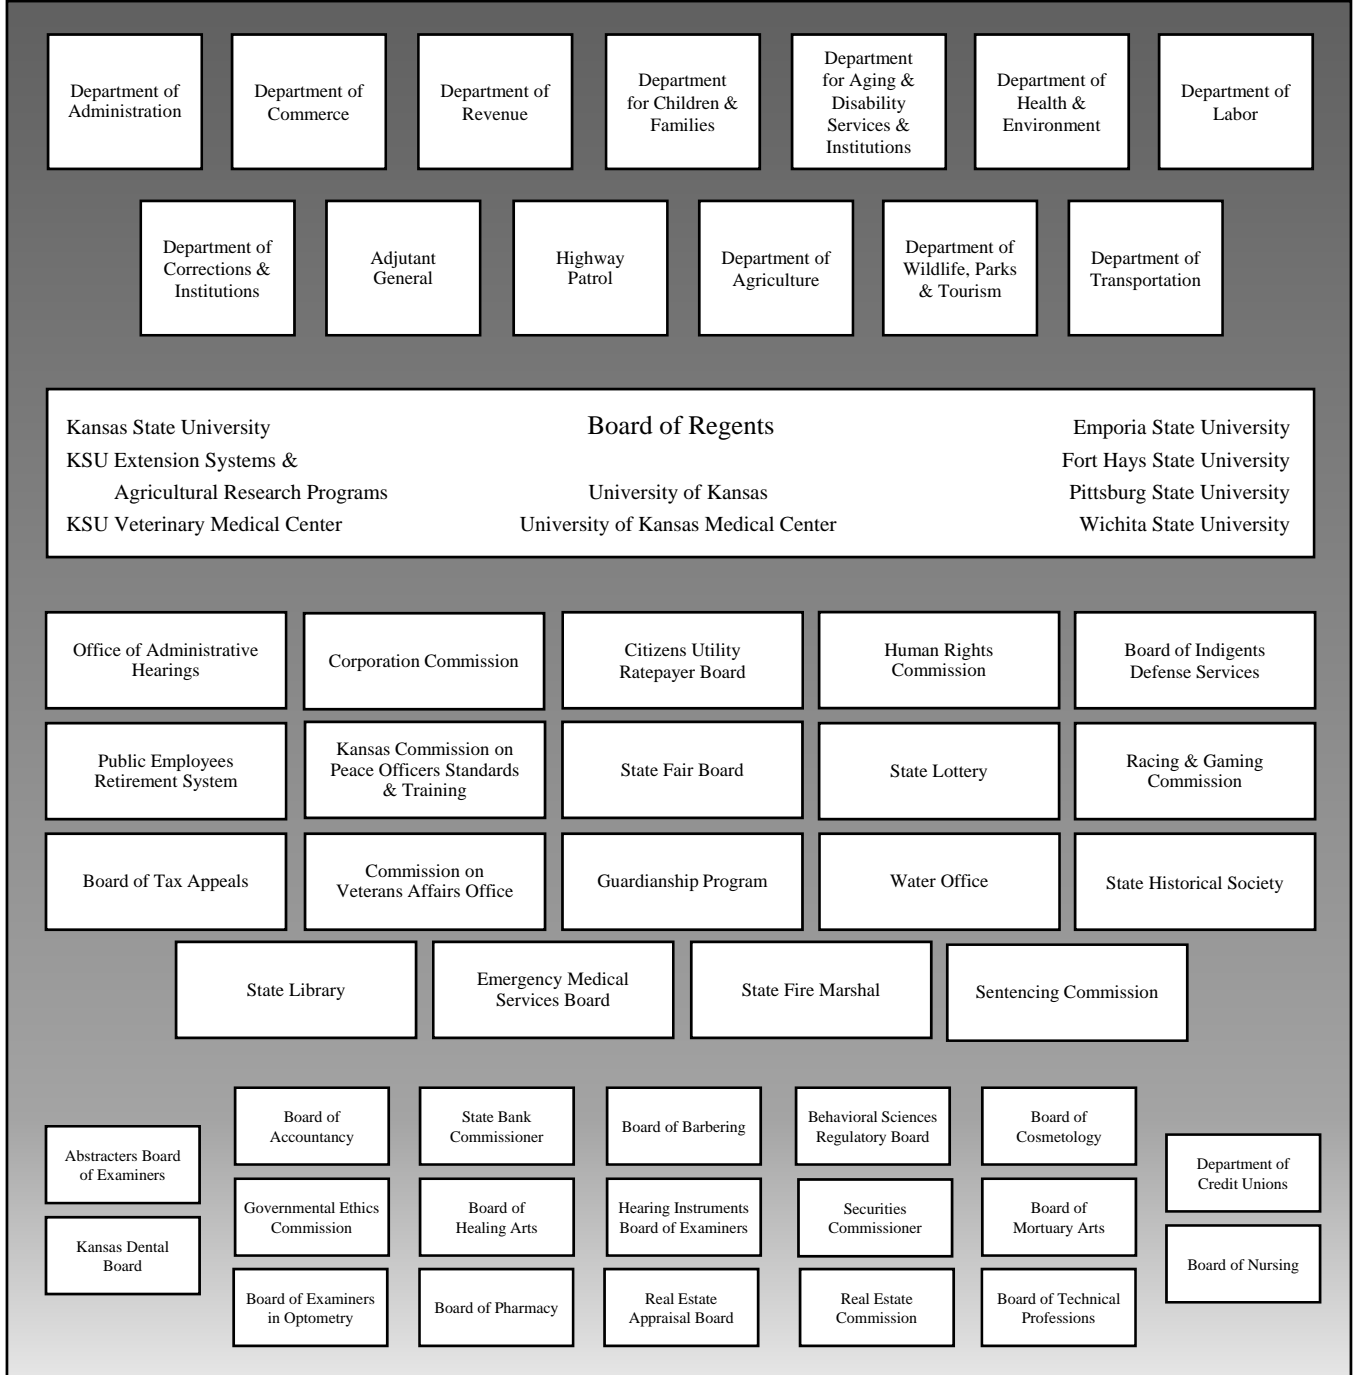 Department of
Administration
Department of
Commerce
Department of
Revenue
Department
for Children &
Families
Department
for Aging &
Disability
Services &
Institutions
Department of
Health &
Environment
Department of
Labor
Department of
Corrections &
Institutions
Adjutant
General
Highway
Patrol
Department of
Agriculture
Department of
Wildlife, Parks
& Tourism
Department of
Transportation
Board of Regents
Kansas State University
KSU Extension Systems &
Agricultural Research Programs
KSU Veterinary Medical Center
University of Kansas
University of Kansas Medical Center
Emporia State University
Fort Hays State University
Pittsburg State University
Wichita State University
Office of Administrative
Hearings
Corporation Commission
Citizens Utility
Ratepayer Board
Human Rights
Commission
Board of Indigents
Defense Services
Public Employees
Retirement System
Kansas Commission on
Peace Officers Standards
& Training
State Fair Board
State Lottery
Racing & Gaming
Commission
Board of Tax Appeals
Commission on
Veterans Affairs Office
Guardianship Program
Water Office
State Historical Society
State Library
Emergency Medical
Services Board
State Fire Marshal
Sentencing Commission
Abstracters Board
of Examiners
Kansas Dental
Board
Board of
Accountancy
State Bank
Commissioner
Board of Barbering
Behavioral Sciences
Regulatory Board
Board of
Cosmetology
Governmental Ethics
Commission
Board of
Healing Arts
Hearing Instruments
Board of Examiners
Securities
Commissioner
Board of
Mortuary Arts
Board of Examiners
in Optometry
Board of Pharmacy
Real Estate
Appraisal Board
Real Estate
Commission
Board of Technical
Professions
Department of
Credit Unions
Board of Nursing